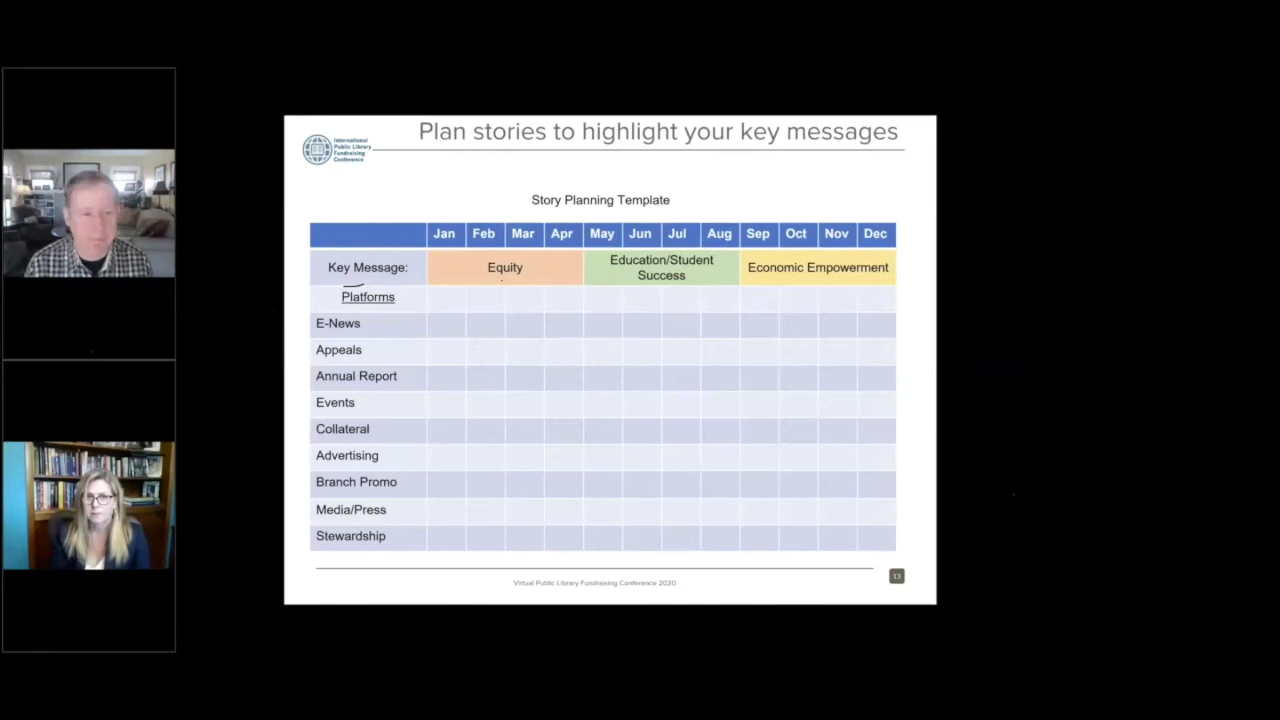 Plan stories to highlight your key messages
International
Public Library
Fundraising
Conference
Story Planning Template
Jan Feb Mar Apr May Jun Jul Aug Sep Oct Nov Dec
Key Message: Equity Education/Student Success Economic Empowerment
Platforms
E-News
Appeals
Annual Report
Events
Collateral
Advertising
Branch Promo
Media/Press
Stewardship
Virtual Public Library Fundraising Conference 2020
13